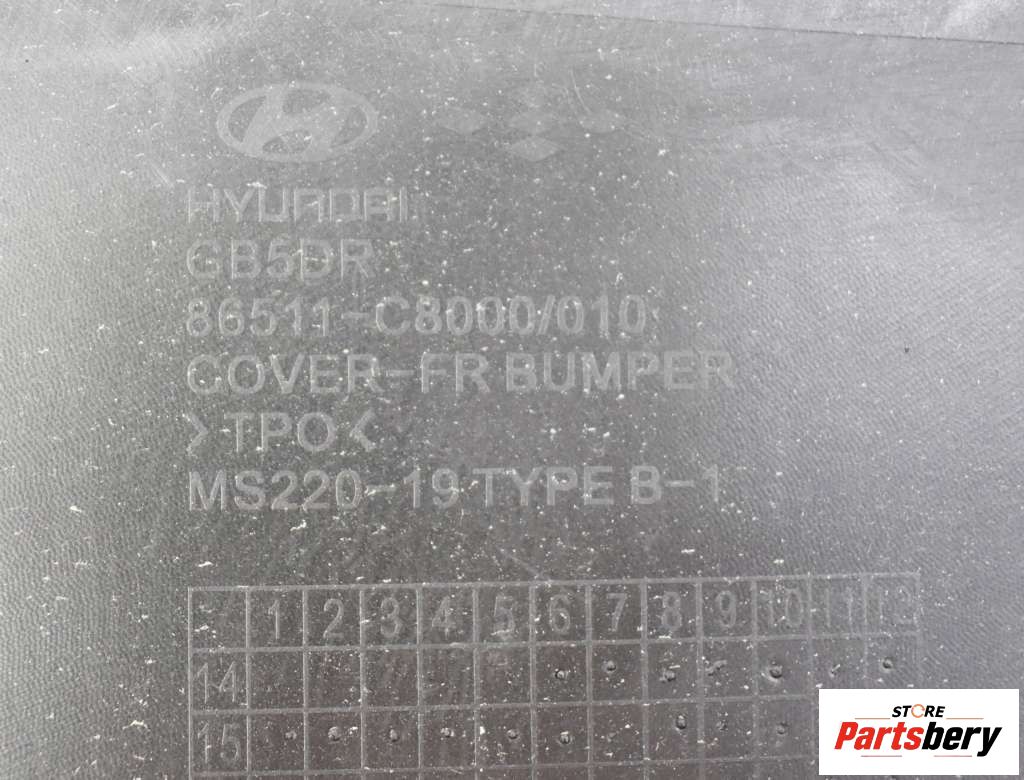 HYUNDAI
GB5DR
86511-C8000/010
COVER-FR BUMPER
>TPO<
MS220-19 TYPE B-1
1 2 3 4 5 6 7 8 9 10 11 12
14
15
STORE
Partsbery